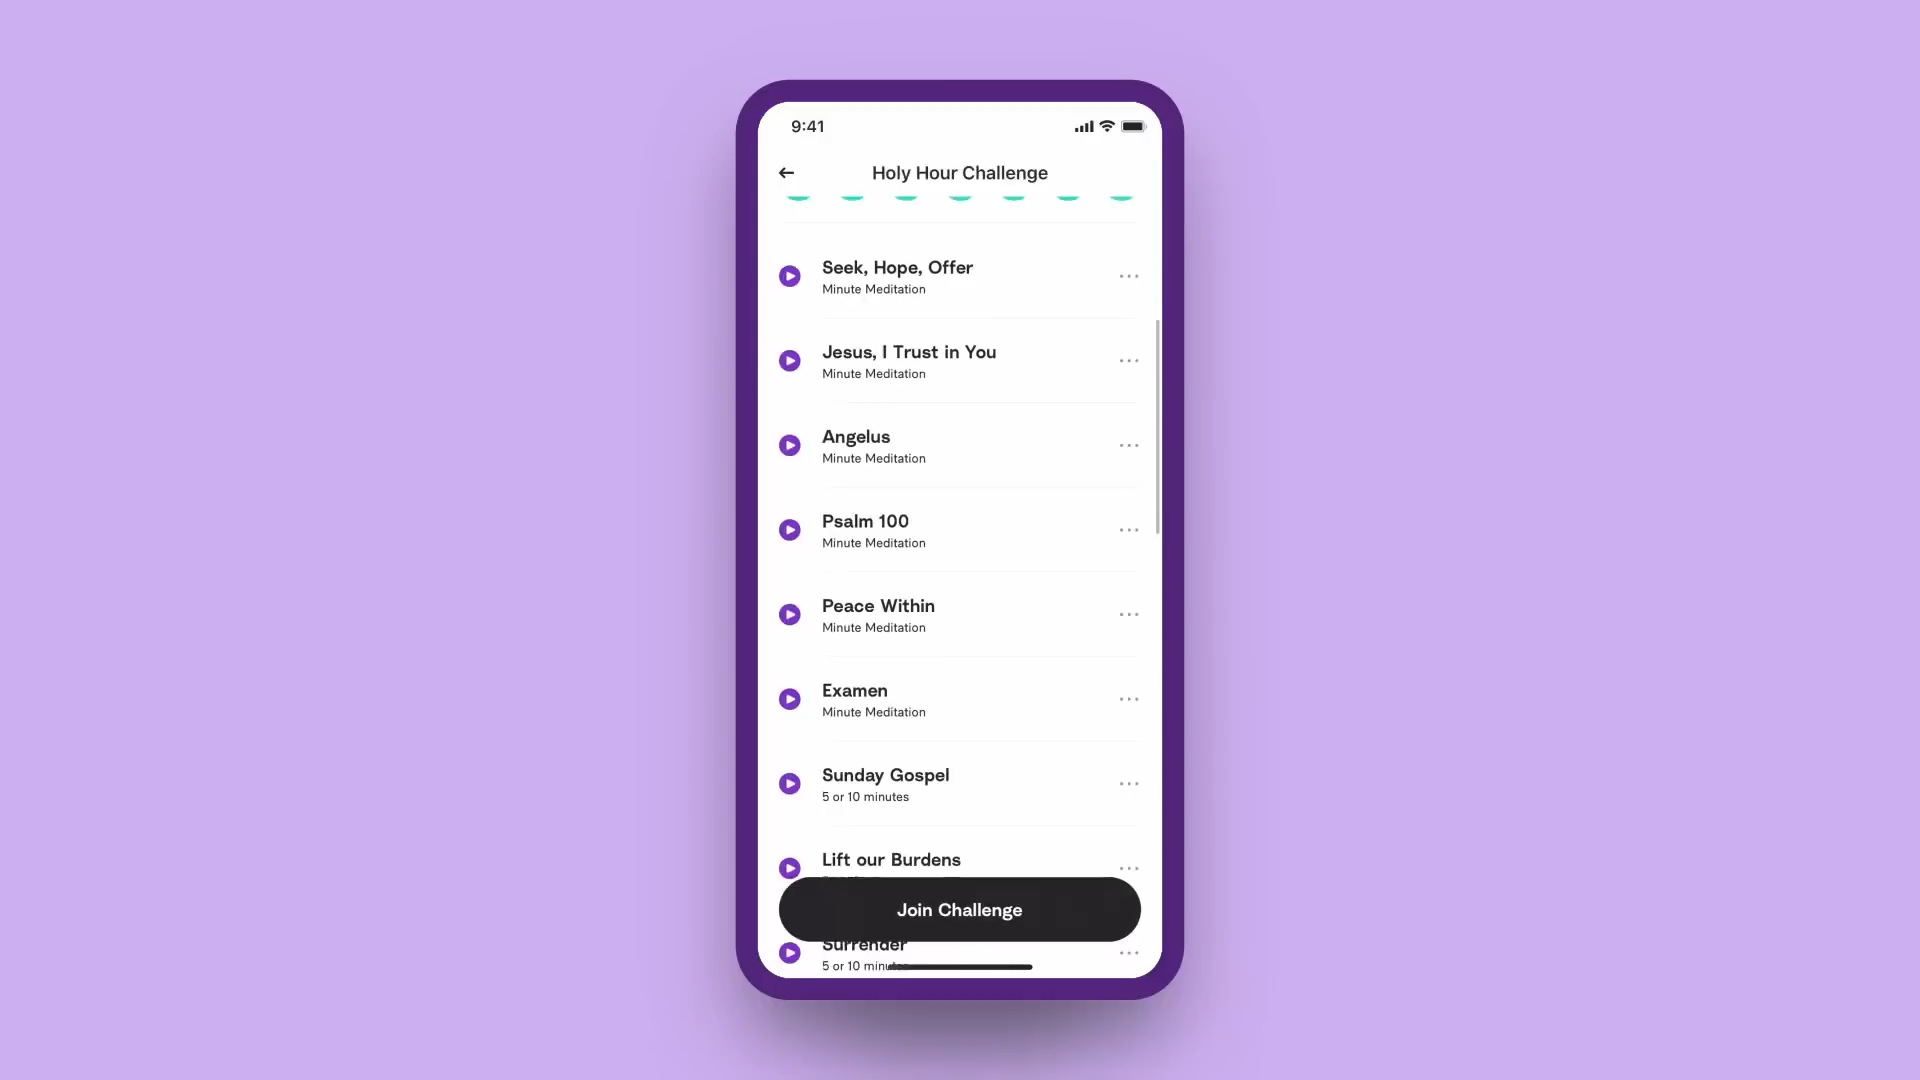 9:41
Holy Hour Challenge
Seek, Hope, Offer
Minute Meditation
Jesus, I Trust in You
Minute Meditation
Angelus
Minute Meditation
Psalm 100
Minute Meditation
Peace Within
Minute Meditation
Examen
Minute Meditation
Sunday Gospel
5 or 10 minutes
Lift our Burdens
Join Challenge
Surrender
5 or 10 minutes